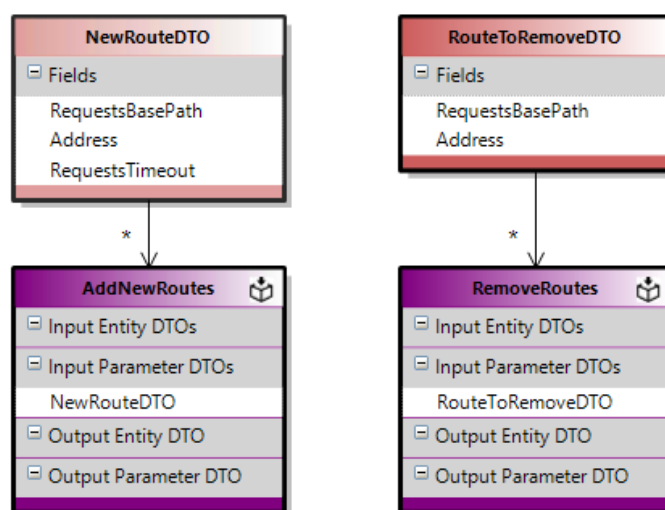 NewRouteDTO
Fields
RequestsBasePath
Address
RequestsTimeout
*
AddNewRoutes
Input Entity DTOs
Input Parameter DTOs
NewRouteDTO
Output Entity DTO
Output Parameter DTO
RouteToRemoveDTO
Fields
RequestsBasePath
Address
*
RemoveRoutes
Input Entity DTOs
Input Parameter DTOs
RouteToRemoveDTO
Output Entity DTO
Output Parameter DTO